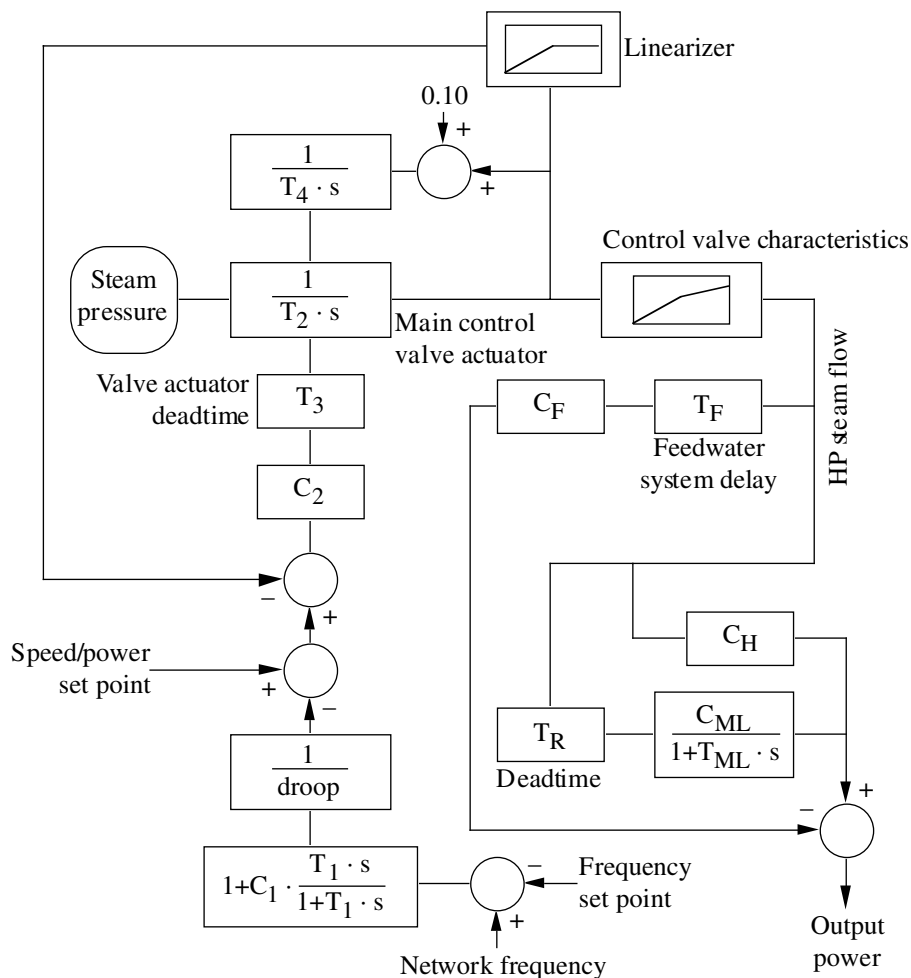 Linearizer
0.10
+
+
1
T4 · s
Control valve characteristics
Steam
pressure
1
T2 · s
Main control
valve actuator
Valve actuator
deadtime
T3
CF
TF
Feedwater
system delay
HP steam flow
C2
−
+
CH
Speed/power
set point
+
−
TR
Deadtime
CML
1+TML · s
1
droop
−
+
1+C1 · T1 · s
1+T1 · s
−
Frequency
set point
+
Network frequency
Output
power